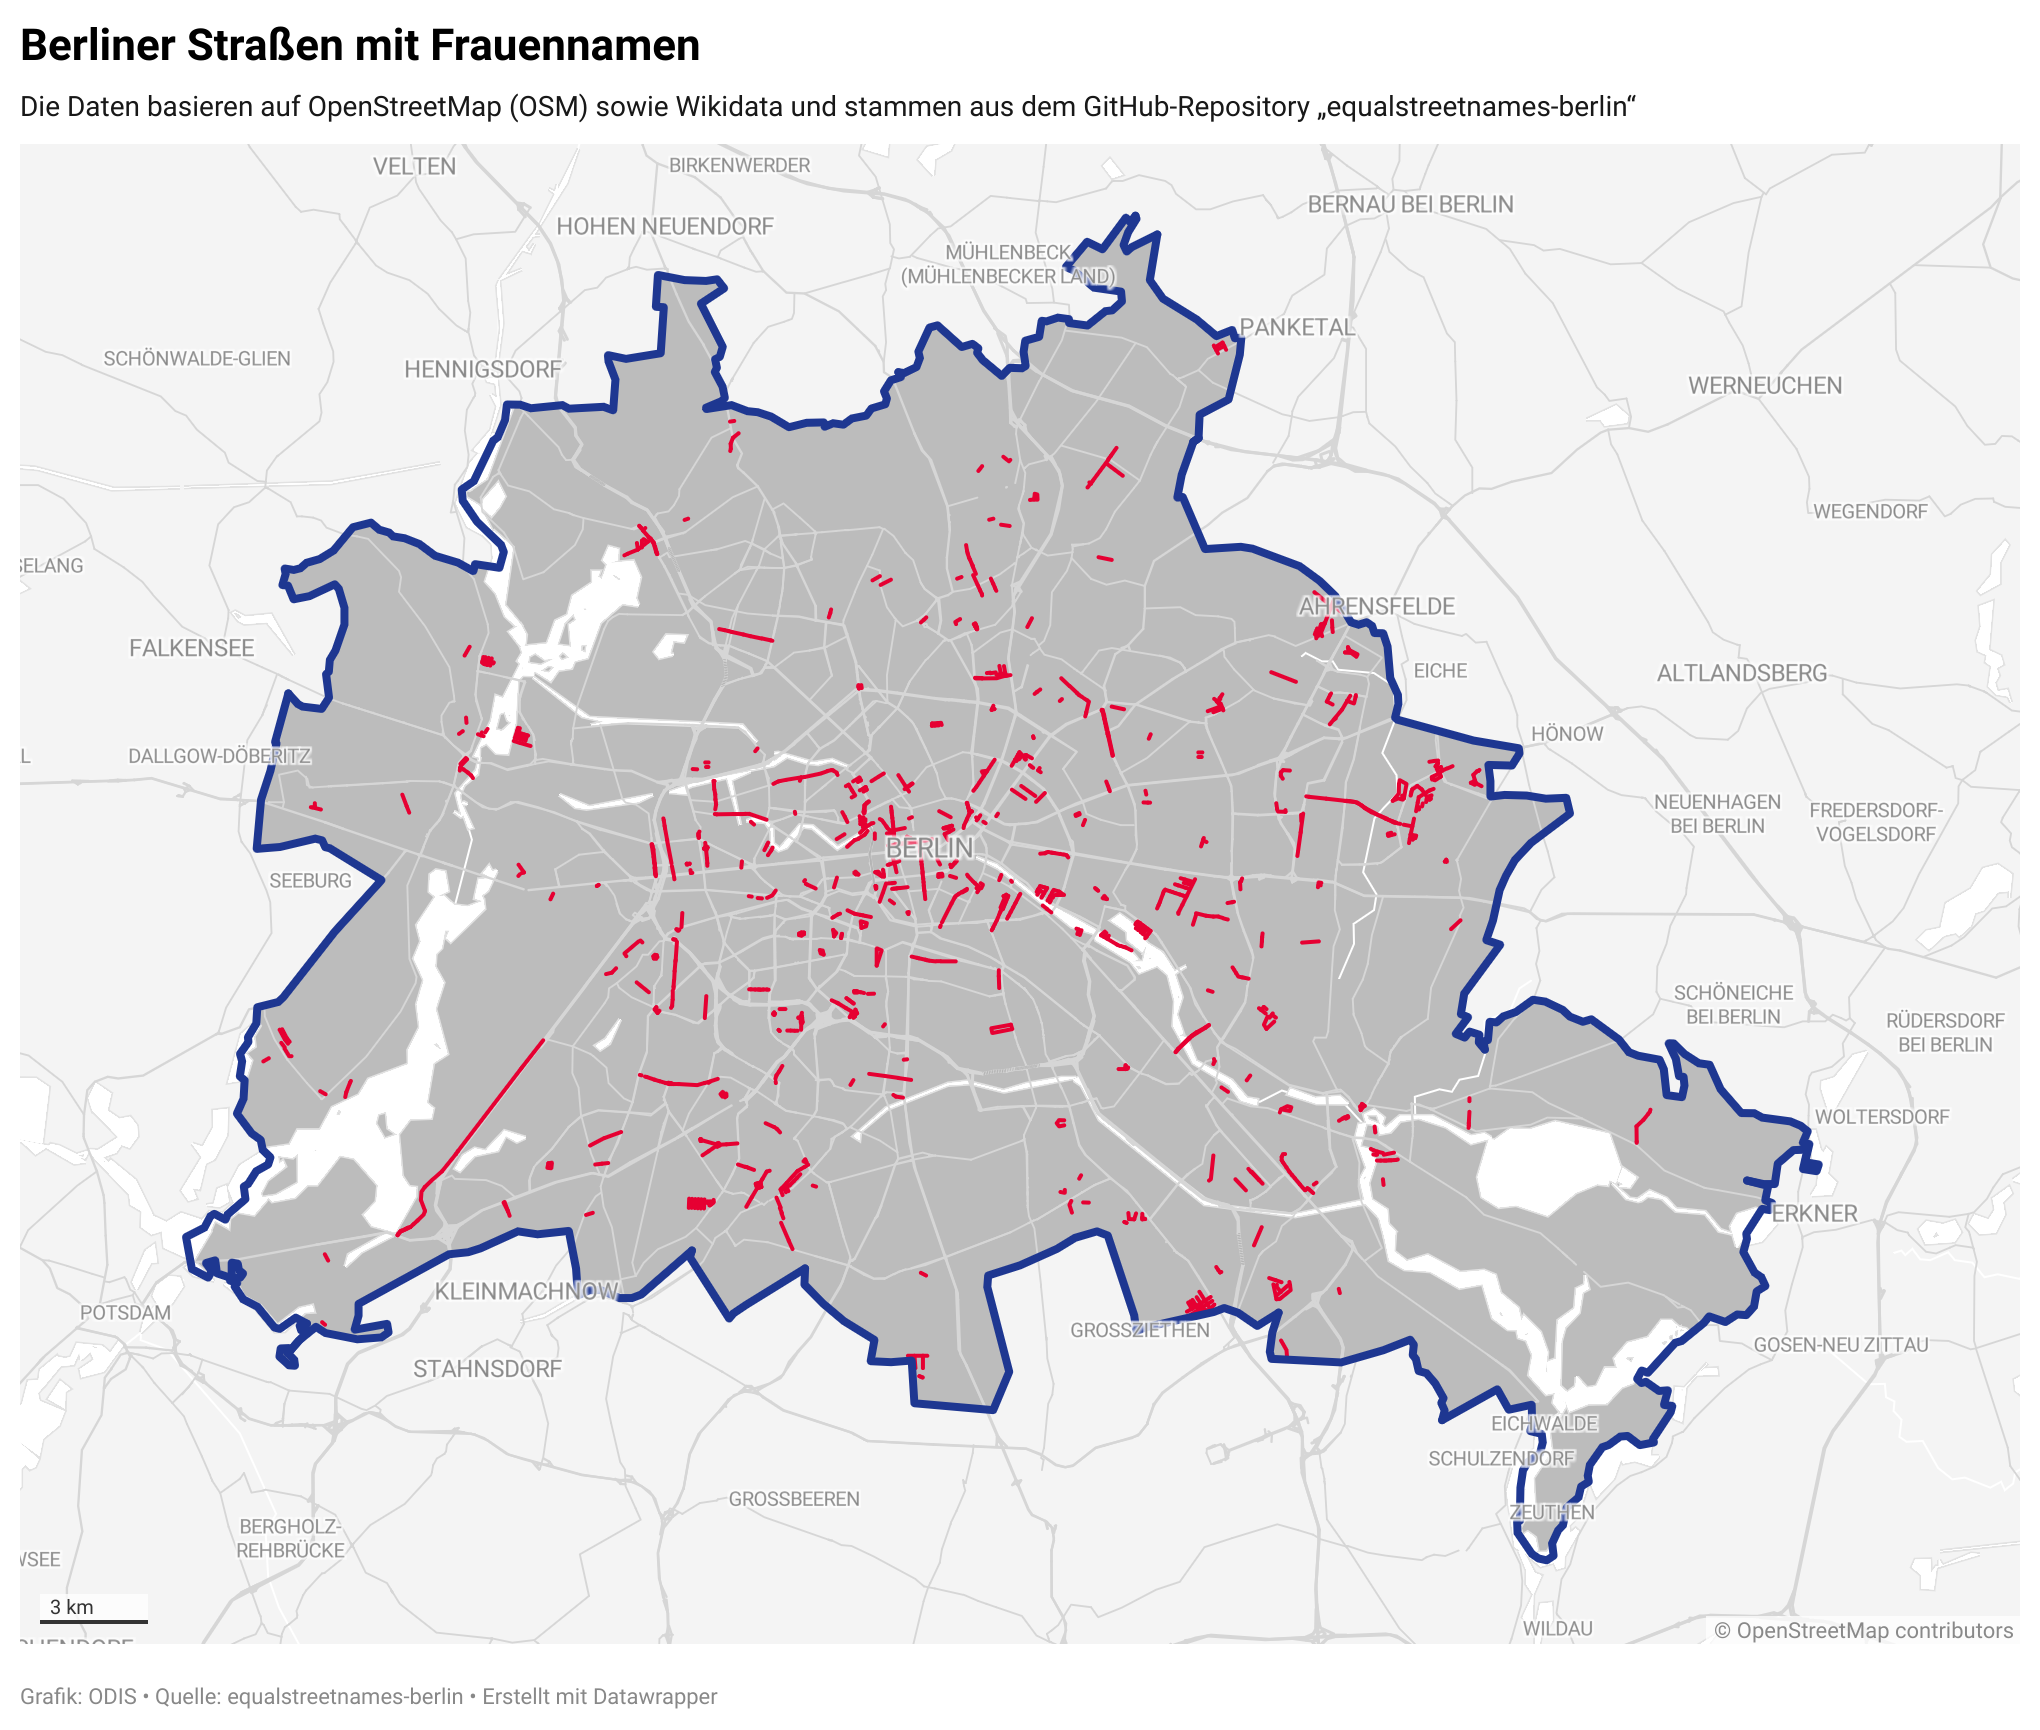 Berliner Straßen mit Frauennamen
Die Daten basieren auf OpenStreetMap (OSM) sowie Wikidata und stammen aus dem GitHub-Repository „equalstreetnames-berlin“
VELTEN
BIRKENWERDER
BERNAU BEI BERLIN
HOHEN NEUENDORF
MÜHLENBECK
(MÜHLENBECKER LAND)
PANKETAL
SCHÖNWALDE-GLIEN
HENNIGSDORF
WERNEUCHEN
WEGENDORF
SELANG
AHRENSFELDE
FALKENSEE
EICHE
ALTLANDSBERG
HÖNOW
L
DALLGOW-DÖBERITZ
NEUENHAGEN
BEI BERLIN
FREDERSDORF-
VOGELSDORF
BERLIN
SEEBURG
SCHÖNEICHE
BEI BERLIN
RÜDERSDORF
BEI BERLIN
WOLTERSDORF
ERKNER
KLEINMACHNOW
POTSDAM
GROSSZIETHEN
GOSEN-NEU ZITTAU
STAHNSDORF
EICHWALDE
SCHULZENDORF
GROSSBEEREN
ZEUTHEN
BERGHOLZ-
REHBRÜCKE
WSEE
3 km
WILDAU
© OpenStreetMap contributors
Grafik: ODIS • Quelle: equalstreetnames-berlin • Erstellt mit Datawrapper